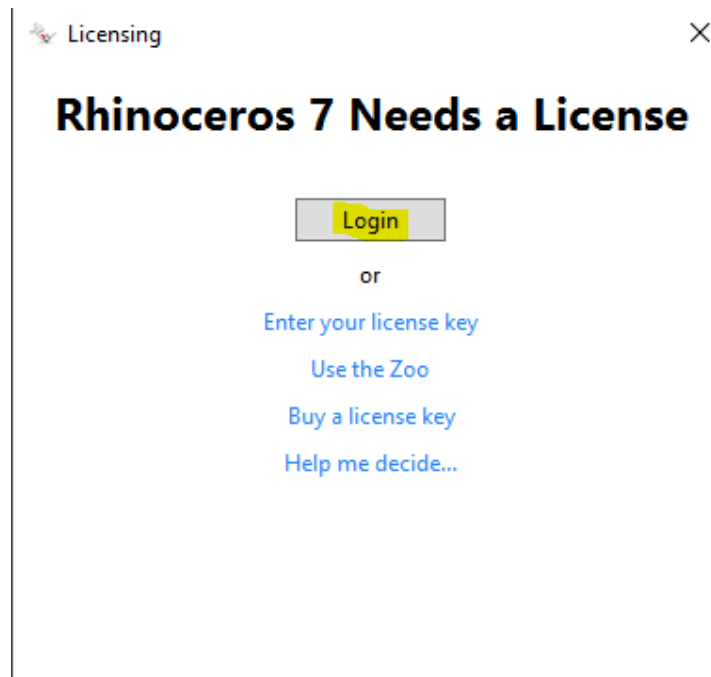 Licensing
Rhinoceros 7 Needs a License
Login
or
Enter your license key
Use the Zoo
Buy a license key
Help me decide...